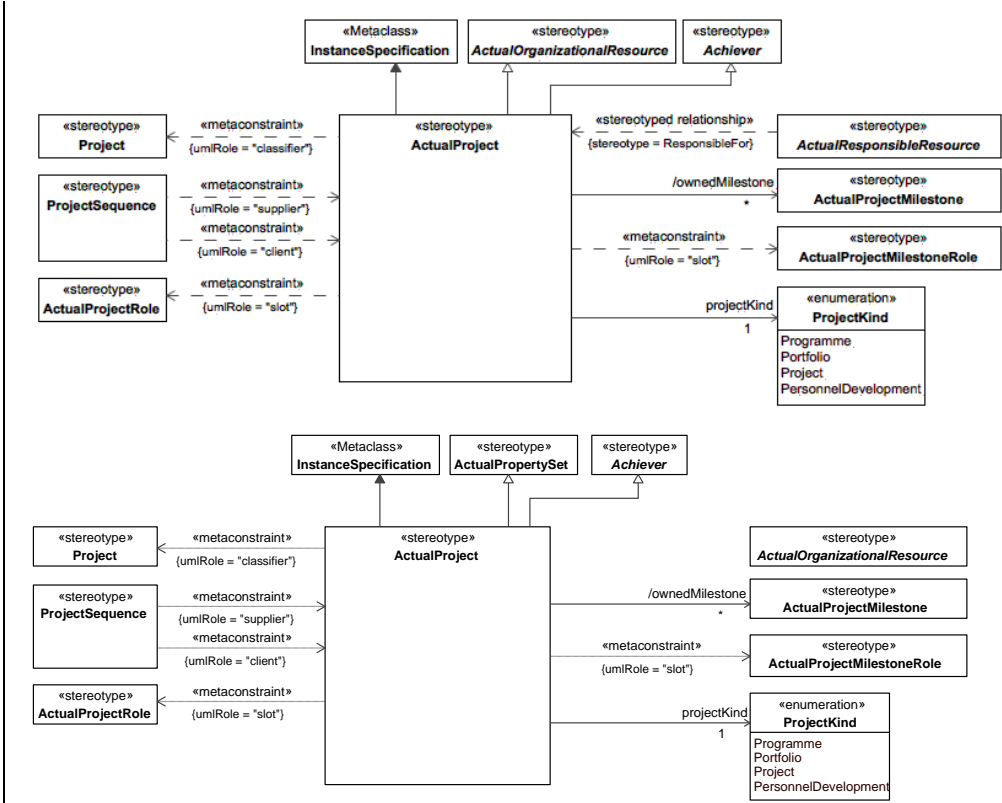 «Metaclass»
InstanceSpecification
«stereotype»
ActualOrganizationalResource
«stereotype»
Achiever
«stereotype»
Project
«metaconstraint»
{umlRole = "classifier"}
«stereotype»
ActualProject
«stereotyped relationship»
{stereotype = ResponsibleFor}
«stereotype»
ActualResponsibleResource
«stereotype»
ProjectSequence
«metaconstraint»
{umlRole = "supplier"}
«metaconstraint»
{umlRole = "client"}
/ownedMilestone
*
«stereotype»
ActualProjectMilestone
«metaconstraint»
{umlRole = "slot"}
«stereotype»
ActualProjectMilestoneRole
«stereotype»
ActualProjectRole
«metaconstraint»
{umlRole = "slot"}
projectKind
1
«enumeration»
ProjectKind
Programme
Portfolio
Project
PersonnelDevelopment
«Metaclass»
InstanceSpecification
«stereotype»
ActualPropertySet
«stereotype»
Achiever
«stereotype»
Project
«metaconstraint»
{umlRole = "classifier"}
«stereotype»
ActualProject
«stereotype»
ActualOrganizationalResource
«stereotype»
ProjectSequence
«metaconstraint»
{umlRole = "supplier"}
«metaconstraint»
{umlRole = "client"}
/ownedMilestone
*
«stereotype»
ActualProjectMilestone
«metaconstraint»
{umlRole = "slot"}
«stereotype»
ActualProjectMilestoneRole
«stereotype»
ActualProjectRole
«metaconstraint»
{umlRole = "slot"}
projectKind
1
«enumeration»
ProjectKind
Programme
Portfolio
Project
PersonnelDevelopment